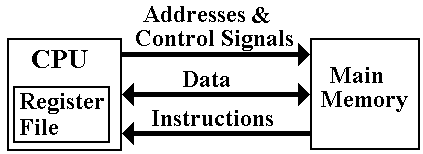 Addresses &
Control Signals
CPU
Data
Main
Memory
Register
File
Instructions